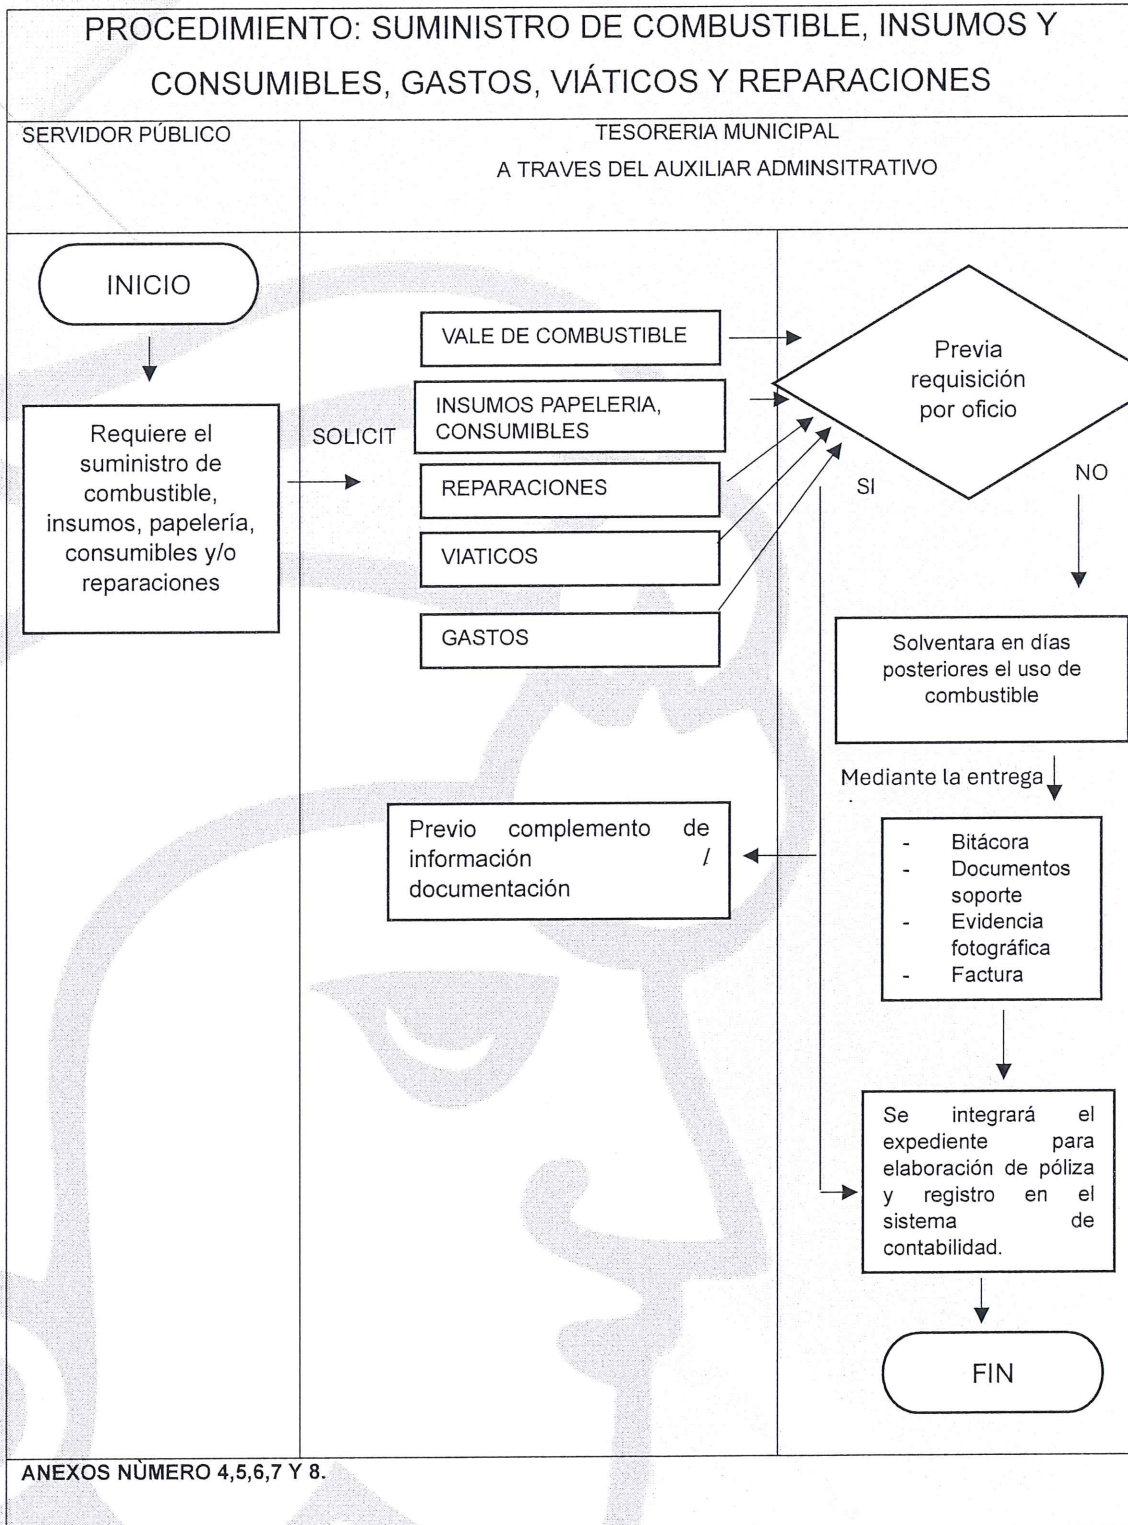 PROCEDIMIENTO: SUMINISTRO DE COMBUSTIBLE, INSUMOS Y
CONSUMIBLES, GASTOS, VIÁTICOS Y REPARACIONES
SERVIDOR PÚBLICO
TESORERIA MUNICIPAL
A TRAVES DEL AUXILIAR ADMINSITRATIVO
INICIO
Requiere el
suministro de
combustible,
insumos, papelería,
consumibles y/o
reparaciones
SOLICIT
VALE DE COMBUSTIBLE
INSUMOS PAPELERIA,
CONSUMIBLES
REPARACIONES
VIATICOS
GASTOS
Previa
requisición
por oficio
SI
NO
Solventara en días
posteriores el uso de
combustible
Mediante la entrega
Previo complemento de
información /
documentación
- Bitácora
- Documentos
soporte
- Evidencia
fotográfica
- Factura
Se integrará el
expediente para
elaboración de póliza
y registro en el
sistema de
contabilidad.
FIN
ANEXOS NÙMERO 4,5,6,7 Y 8.